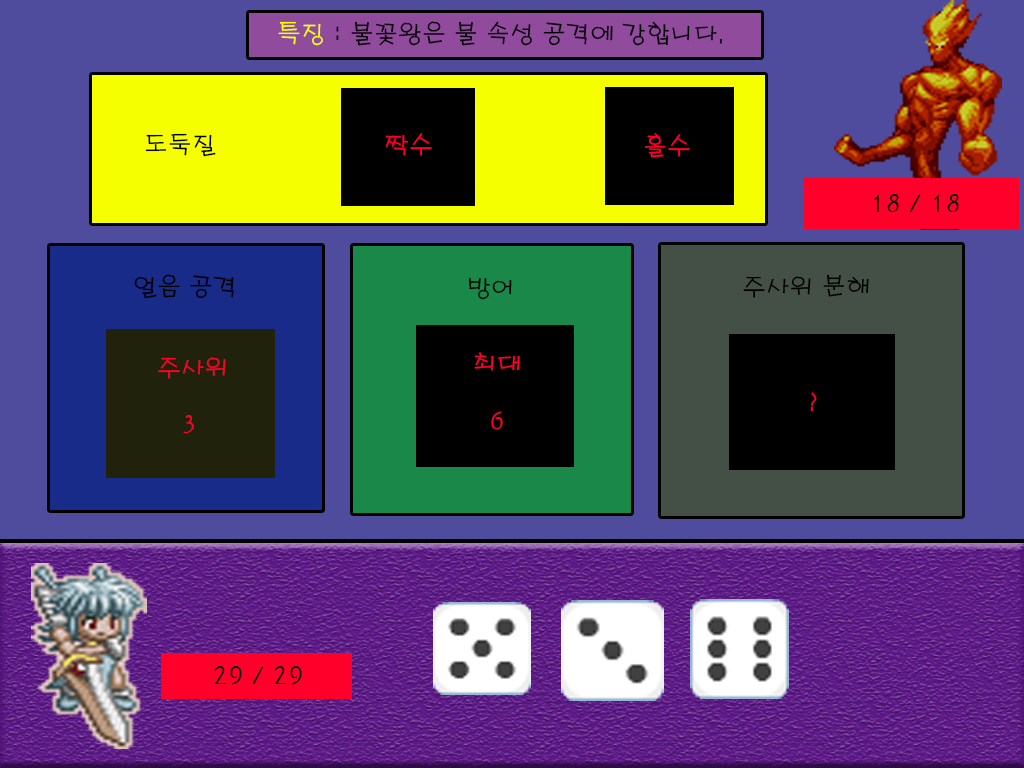 특징 : 불꽃왕은 불 속성 공격에 강합니다.
도둑질
짝수
홀수
18 / 18
얼음 공격
주사위
3
방어
최대
6
주사위 분해
?
29 / 29